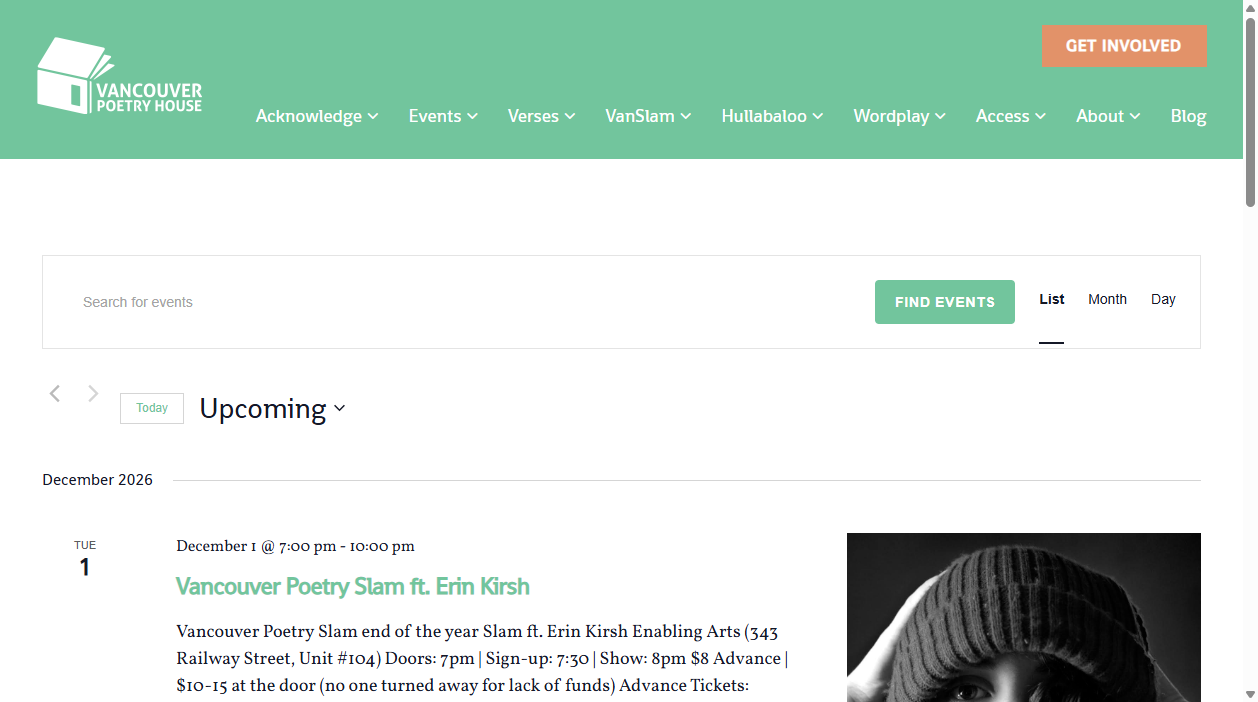 GET INVOLVED
VANCOUVER
POETRY HOUSE
Acknowledge Events Verses VanSlam Hullabaloo Wordplay Access About Blog
Search for events
FIND EVENTS
List Month Day
Today
Upcoming
December 2026
TUE
1
December 1 @ 7:00 pm - 10:00 pm
Vancouver Poetry Slam ft. Erin Kirsh
Vancouver Poetry Slam end of the year Slam ft. Erin Kirsh Enabling Arts (343
Railway Street, Unit #104) Doors: 7pm | Sign-up: 7:30 | Show: 8pm $8 Advance |
$10-15 at the door (no one turned away for lack of funds) Advance Tickets: